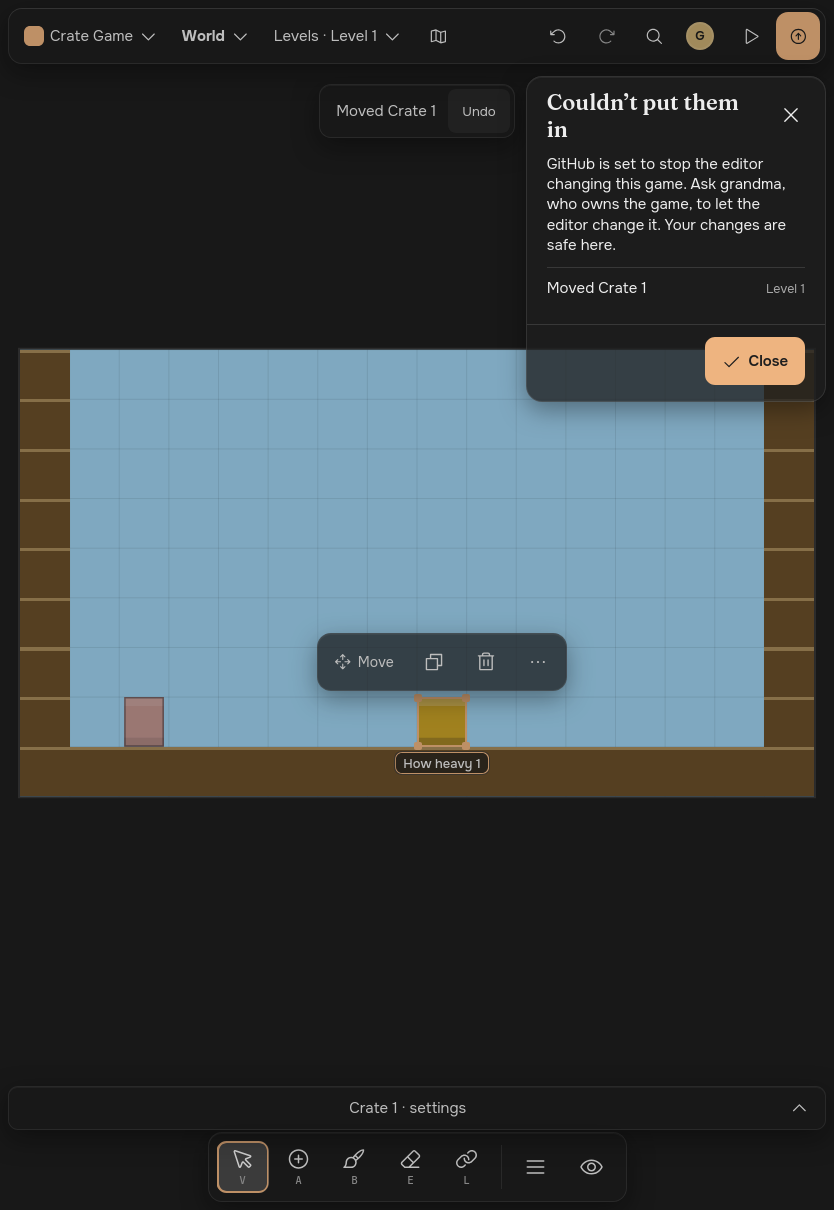 Crate Game
World
Levels · Level 1
G
Moved Crate 1
Undo
Couldn’t put them
in
GitHub is set to stop the editor
changing this game. Ask grandma,
who owns the game, to let the
editor change it. Your changes are
safe here.
Moved Crate 1
Level 1
Close
Move
How heavy 1
Crate 1 · settings
V
A
B
E
L